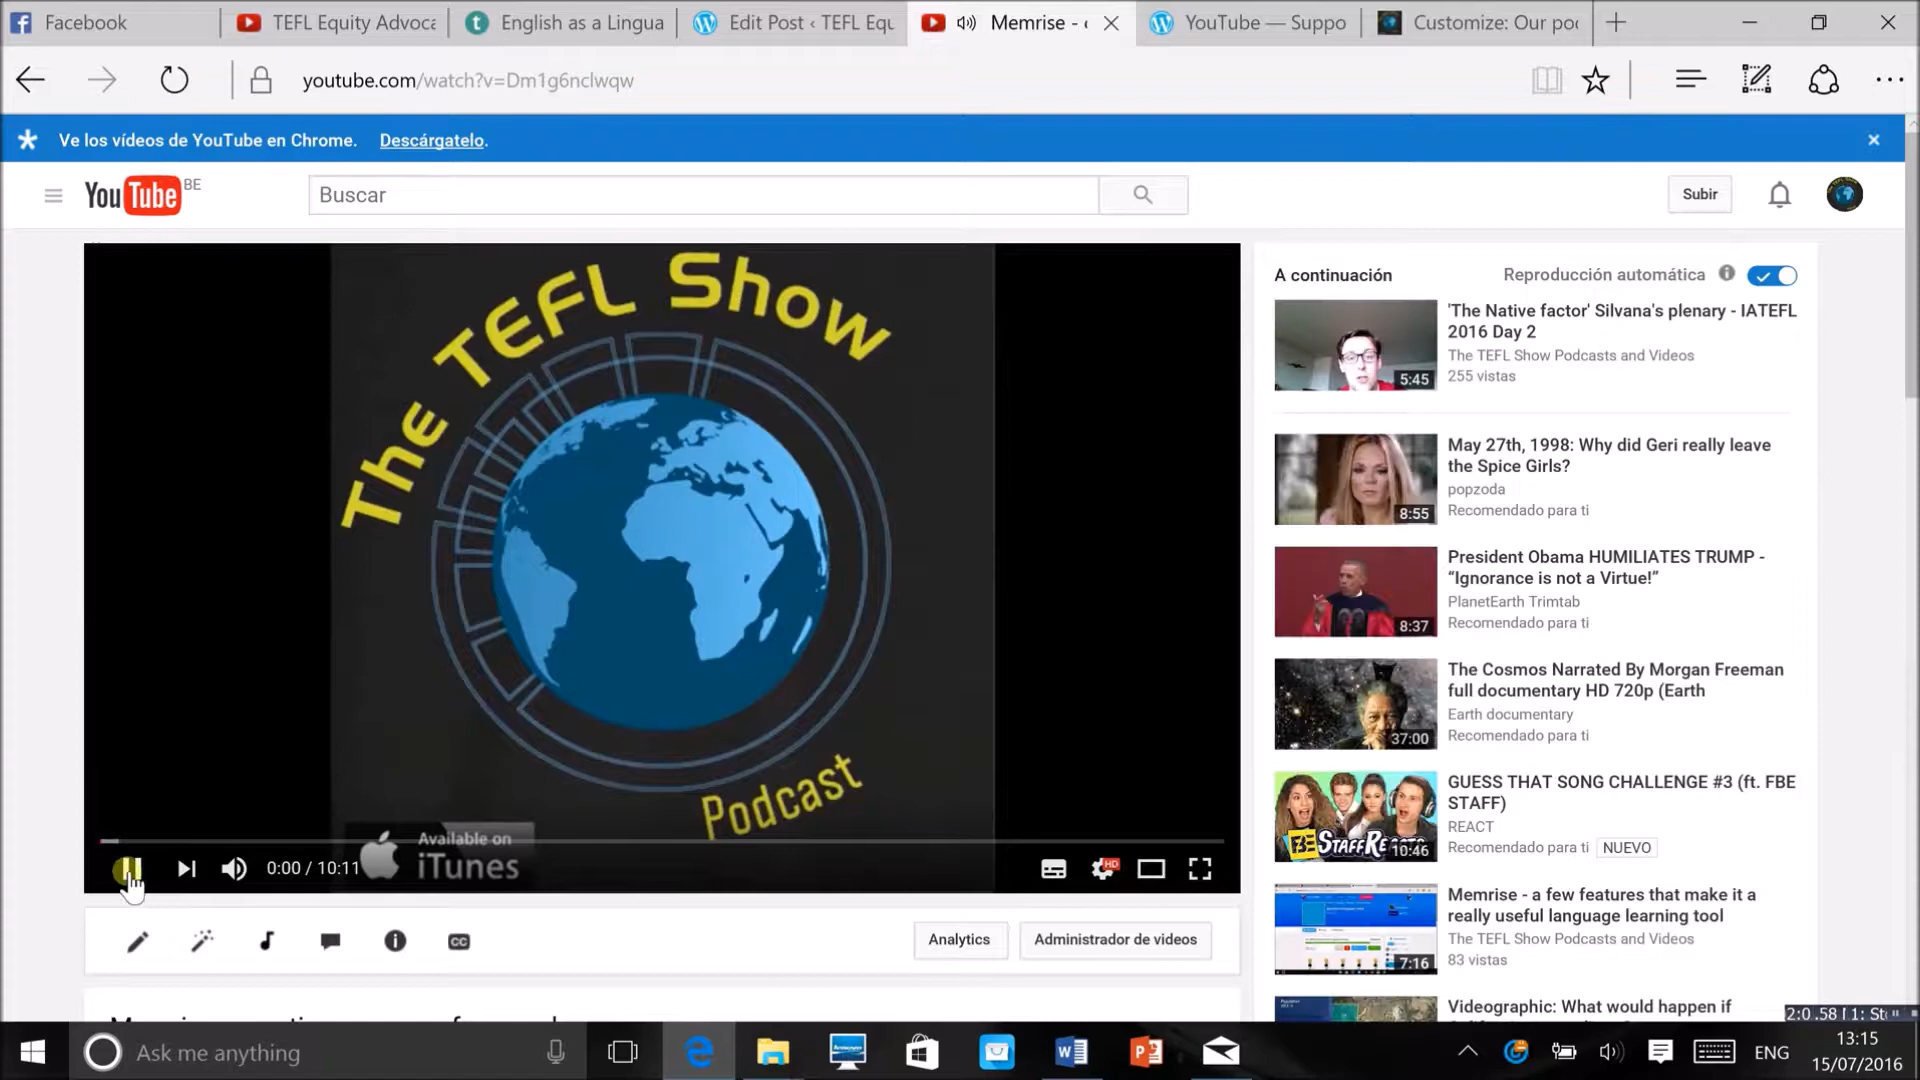 Facebook
TEFL Equity Advoca
English as a Lingua
Edit Post ‹ TEFL Equ
Memrise - c
YouTube — Suppo
Customize: Our poc
youtube.com/watch?v=Dm1g6nclwqw
Ve los vídeos de YouTube en Chrome. Descárgatelo.
YouTube BE
Buscar
Subir
The TEFL Show
Podcast
Available on
iTunes
0:00 / 10:11
HD
CC
Analytics
Administrador de videos
A continuación
Reproducción automática
'The Native factor' Silvana's plenary - IATEFL
2016 Day 2
The TEFL Show Podcasts and Videos
255 vistas
5:45
May 27th, 1998: Why did Geri really leave
the Spice Girls?
popzoda
Recomendado para ti
8:55
President Obama HUMILIATES TRUMP -
“Ignorance is not a Virtue!”
PlanetEarth Trimtab
Recomendado para ti
8:37
The Cosmos Narrated By Morgan Freeman
full documentary HD 720p (Earth
Earth documentary
Recomendado para ti
37:00
GUESS THAT SONG CHALLENGE #3 (ft. FBE
STAFF)
REACT
Recomendado para ti NUEVO
10:46
Memrise - a few features that make it a
really useful language learning tool
The TEFL Show Podcasts and Videos
83 vistas
7:16
Videographic: What would happen if
Ask me anything
ENG
13:15
15/07/2016